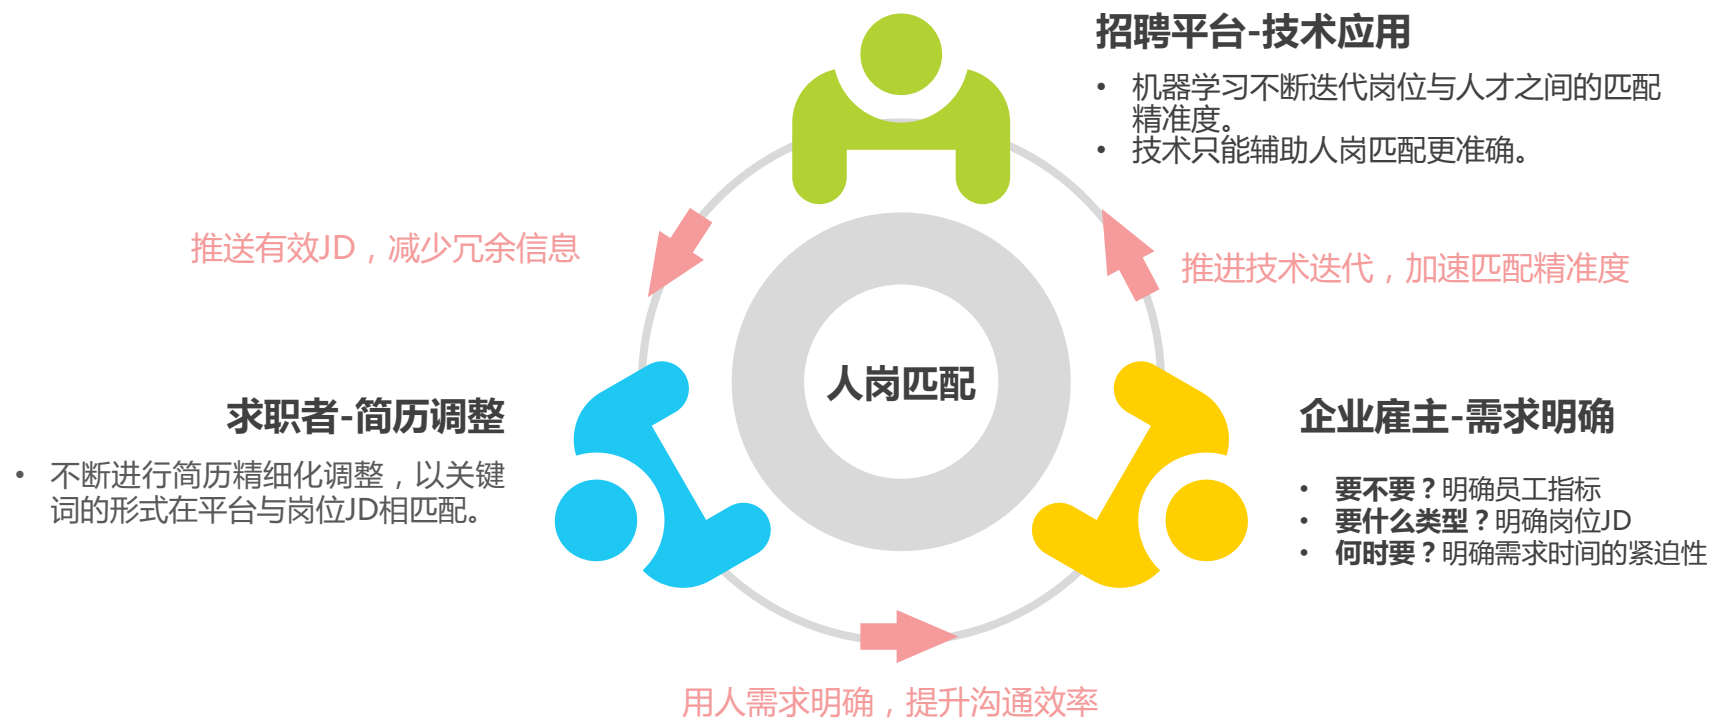 招聘平台-技术应用
• 机器学习不断迭代岗位与人才之间的匹配
精准度。
• 技术只能辅助人岗匹配更准确。
推送有效JD，减少冗余信息
推进技术迭代，加速匹配精准度
人岗匹配
求职者-简历调整
• 不断进行简历精细化调整，以关键
词的形式在平台与岗位JD相匹配。
企业雇主-需求明确
• 要不要？明确员工指标
• 要什么类型？明确岗位JD
• 何时要？明确需求时间的紧迫性
用人需求明确，提升沟通效率